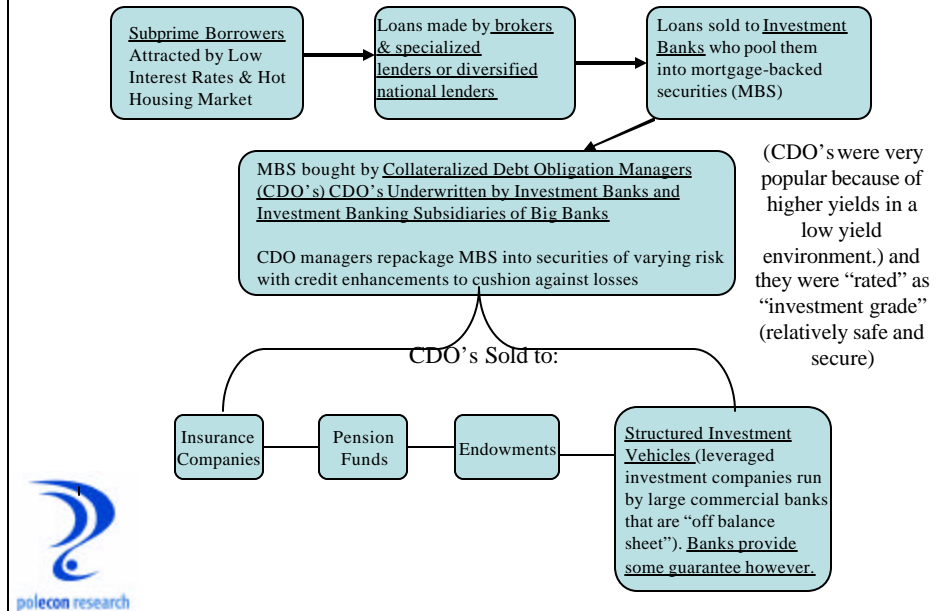 Subprime Borrowers
Attracted by Low
Interest Rates & Hot
Housing Market
Loans made by brokers
& specialized
lenders or diversified
national lenders
Loans sold to Investment
Banks who pool them
into mortgage-backed
securities (MBS)
MBS bought by Collateralized Debt Obligation Managers
(CDO’s) CDO’s Underwritten by Investment Banks and
Investment Banking Subsidiaries of Big Banks
CDO managers repackage MBS into securities of varying risk
with credit enhancements to cushion against losses
(CDO’s were very
popular because of
higher yields in a
low yield
environment.) and
they were “rated” as
“investment grade”
(relatively safe and
secure)
CDO’s Sold to:
Insurance
Companies
Pension
Funds
Endowments
Structured Investment
Vehicles (leveraged
investment companies run
by large commercial banks
that are “off balance
sheet”). Banks provide
some guarantee however.
polecon research